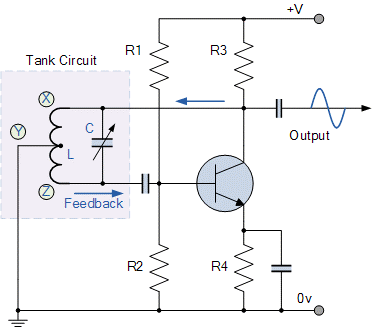 +V
R1
R3
Tank Circuit
X
C
Y
L
Output
Z
Feedback
R2
R4
0v